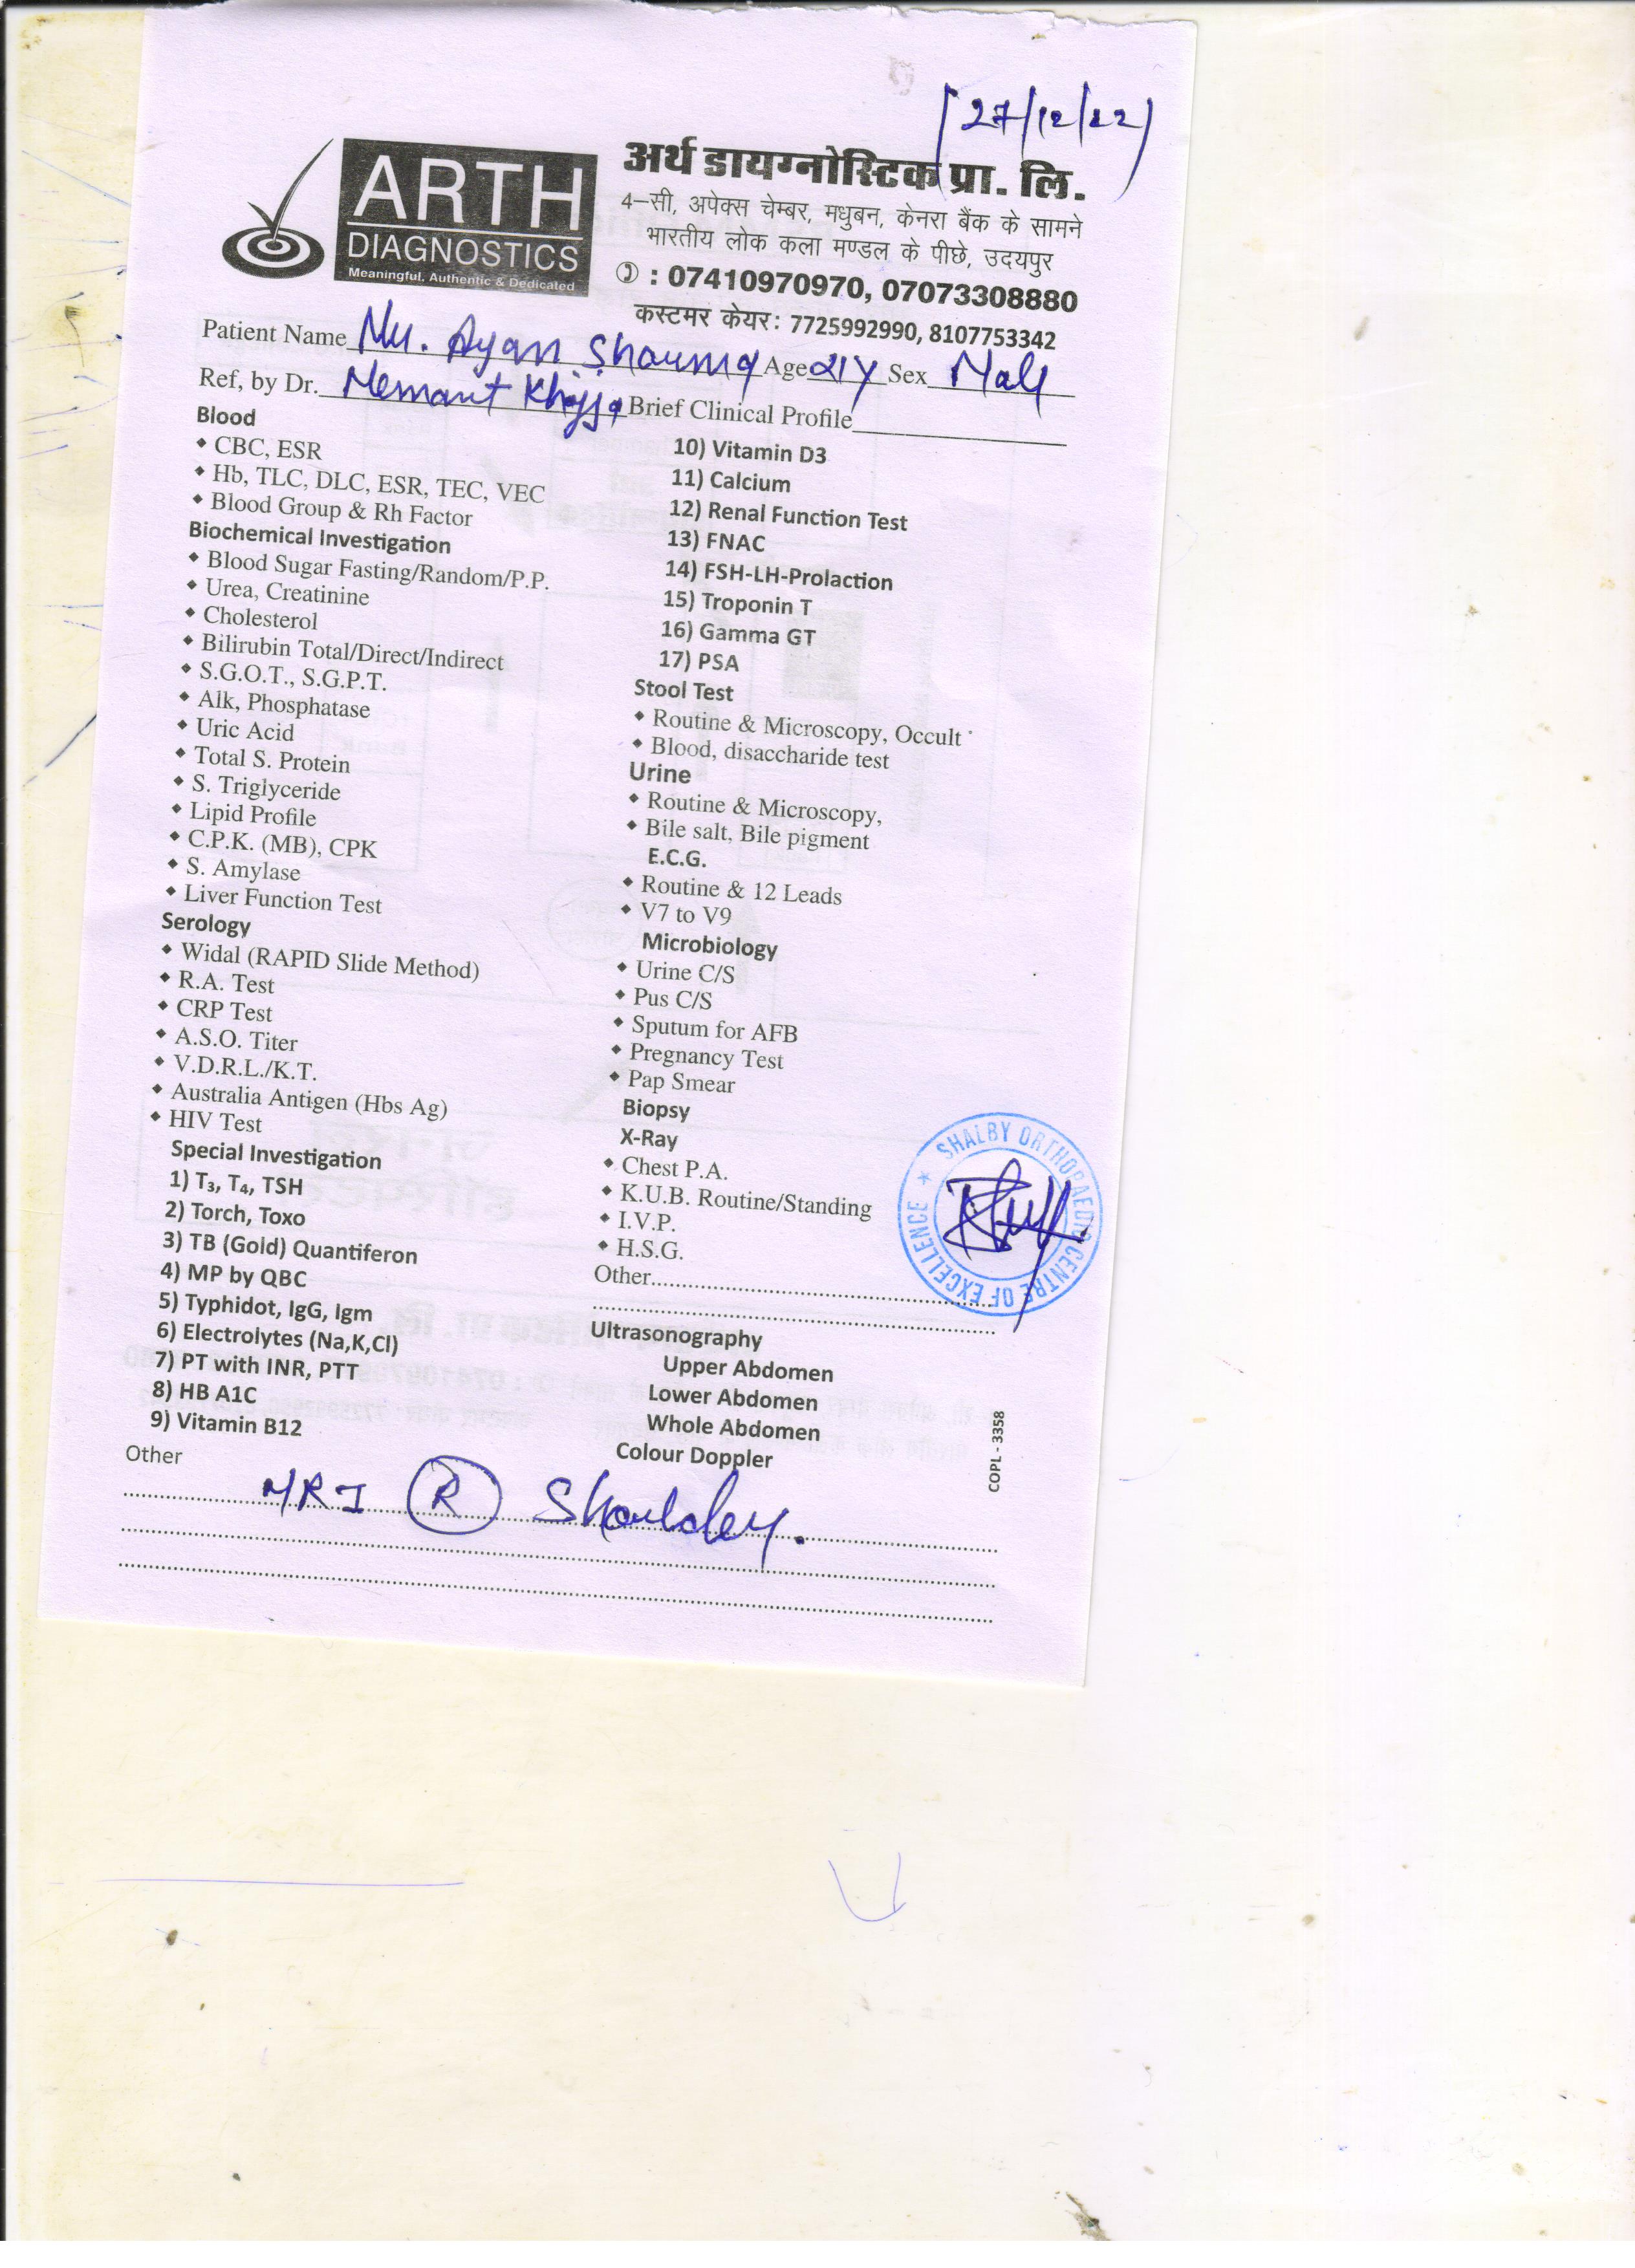 (27/12/22)
ARTH
DIAGNOSTICS
Meaningful, Authentic & Dedicated
अर्थ डायग्नोस्टिक प्रा. लि.
4-सी, अपेक्स चेम्बर, मधुबन, केनरा बैंक के सामने
भारतीय लोक कला मण्डल के पीछे, उदयपुर
✆ : 07410970970, 07073308880
कस्टमर केयर: 7725992990, 8107753342
Patient Name Mr. Ayan Sharma Age 21Y Sex Male
Ref, by Dr. Hemant Brief Clinical Profile
Blood
◆ CBC, ESR
◆ Hb, TLC, DLC, ESR, TEC, VEC
◆ Blood Group & Rh Factor
Biochemical Investigation
◆ Blood Sugar Fasting/Random/P.P.
◆ Urea, Creatinine
◆ Cholesterol
◆ Bilirubin Total/Direct/Indirect
◆ S.G.O.T., S.G.P.T.
◆ Alk, Phosphatase
◆ Uric Acid
◆ Total S. Protein
◆ S. Triglyceride
◆ Lipid Profile
◆ C.P.K. (MB), CPK
◆ S. Amylase
◆ Liver Function Test
Serology
◆ Widal (RAPID Slide Method)
◆ R.A. Test
◆ CRP Test
◆ A.S.O. Titer
◆ V.D.R.L./K.T.
◆ Australia Antigen (Hbs Ag)
◆ HIV Test
Special Investigation
1) T₃, T₄, TSH
2) Torch, Toxo
3) TB (Gold) Quantiferon
4) MP by QBC
5) Typhidot, IgG, Igm
6) Electrolytes (Na,K,Cl)
7) PT with INR, PTT
8) HB A1C
9) Vitamin B12
10) Vitamin D3
11) Calcium
12) Renal Function Test
13) FNAC
14) FSH-LH-Prolaction
15) Troponin T
16) Gamma GT
17) PSA
Stool Test
◆ Routine & Microscopy, Occult
◆ Blood, disaccharide test
Urine
◆ Routine & Microscopy,
◆ Bile salt, Bile pigment
E.C.G.
◆ Routine & 12 Leads
◆ V7 to V9
Microbiology
◆ Urine C/S
◆ Pus C/S
◆ Sputum for AFB
◆ Pregnancy Test
◆ Pap Smear
Biopsy
X-Ray
◆ Chest P.A.
◆ K.U.B. Routine/Standing
◆ I.V.P.
◆ H.S.G.
Other
SHALBY ORTHOPAEDIC CENTRE OF EXCELLENCE
Ultrasonography
Upper Abdomen
Lower Abdomen
Whole Abdomen
Colour Doppler
COPL - 3358
Other
MRI (R) Shoulder.